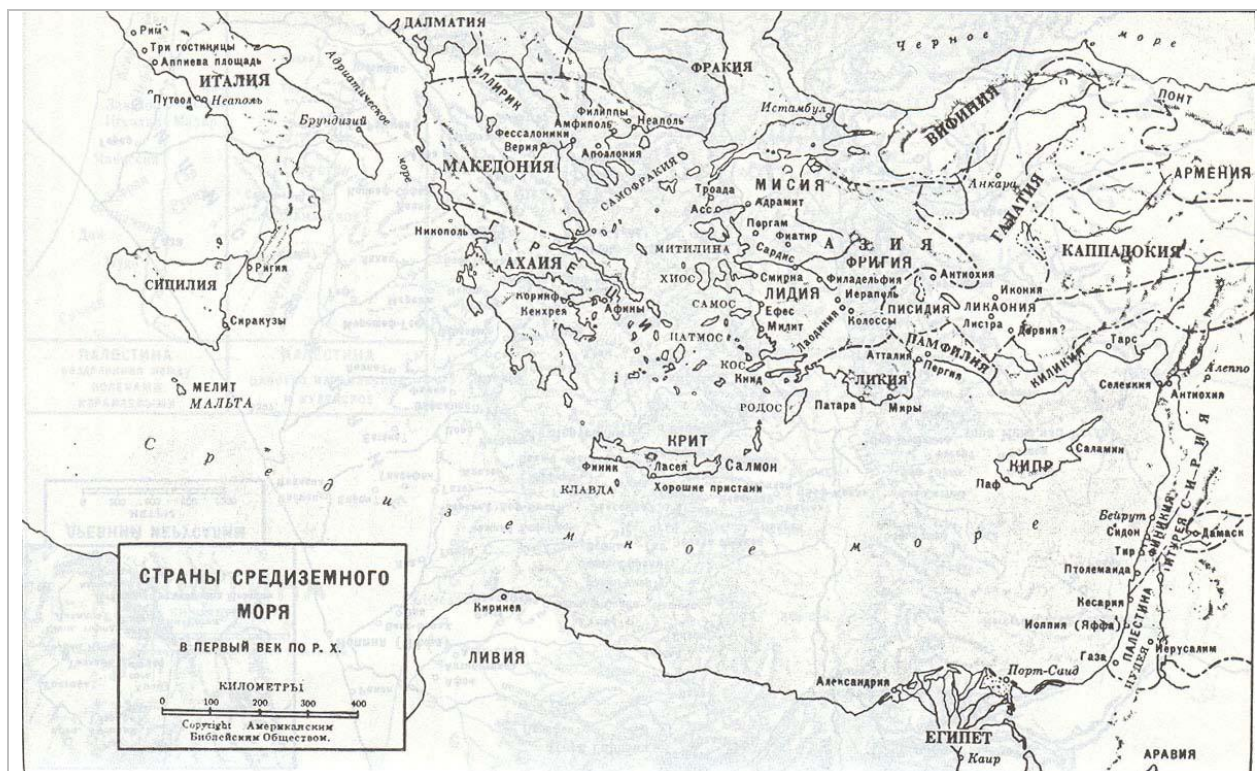 ДАЛМАТИЯ
Рим
Три гостиницы
Аппиева площадь
ИТАЛИЯ
Путеол
Неаполь
Адриатическое
море
Брундизий
ИЛЛИРИК
ФРАКИЯ
Черное море
Истамбул
ВИФИНИЯ
ПОНТ
Филиппы
Амфиполь
Неаполь
Фессалоники
Верия
Аполлония
МАКЕДОНИЯ
САМОФРАКИЯ
Троада
МИСИЯ
Асс
Адрамит
Анкара
ГАЛАТИЯ
АРМЕНИЯ
Пергам
Фиатир
АЗИЯ
Никополь
МИТИЛИНА
Сардис
ФРИГИЯ
КАППАДОКИЯ
Ригия
СИЦИЛИЯ
АХАИЯ
ГРЕЦИЯ
ХИОС
Смирна
Филадельфия
Антиохия
Икония
ЛИДИЯ
Иераполь
Коринф
Афины
Кенхрея
САМОС
Ефес
ПИСИДИЯ
ЛИКАОНИЯ
Колоссы
Сиракузы
Милит
Листра
Дервия?
ПАТМОС
Лаодикия
ПАМФИЛИЯ
Атталия
Пергия
КИЛИКИЯ
Тарс
КОС
Книд
ЛИКИЯ
Алеппо
Селевкия
Антиохия
МЕЛИТ
МАЛЬТА
РОДОС
Патара
Миры
КРИТ
Салмон
Финик
Ласея
Хорошие пристани
КЛАВДА
КИПР
Саламин
Паф
СИРИЯ
Средиземное море
Бейрут
Сидон
ФИНИКИЯ
ИТУРЕЯ
Дамаск
Тир
Птолемаида
Кесария
Иоппия (Яффа)
ПАЛЕСТИНА
Иерусалим
Газа
ИУДЕЯ
Киринея
ЛИВИЯ
Александрия
Порт-Саид
ЕГИПЕТ
Каир
АРАВИЯ
СТРАНЫ СРЕДИЗЕМНОГО
МОРЯ
В ПЕРВЫЙ ВЕК ПО Р. Х.
КИЛОМЕТРЫ
0 100 200 300 400
Copyright Американским
Библейским Обществом.